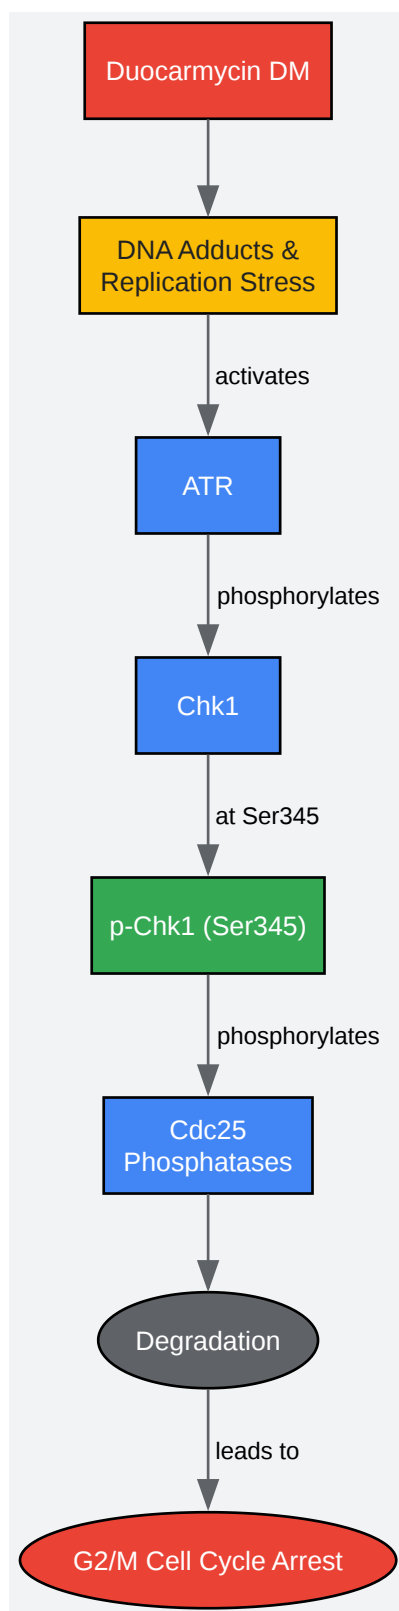 Duocarmycin DM
DNA Adducts &
Replication Stress
activates
ATR
phosphorylates
Chk1
at Ser345
p-Chk1 (Ser345)
phosphorylates
Cdc25
Phosphatases
Degradation
leads to
G2/M Cell Cycle Arrest